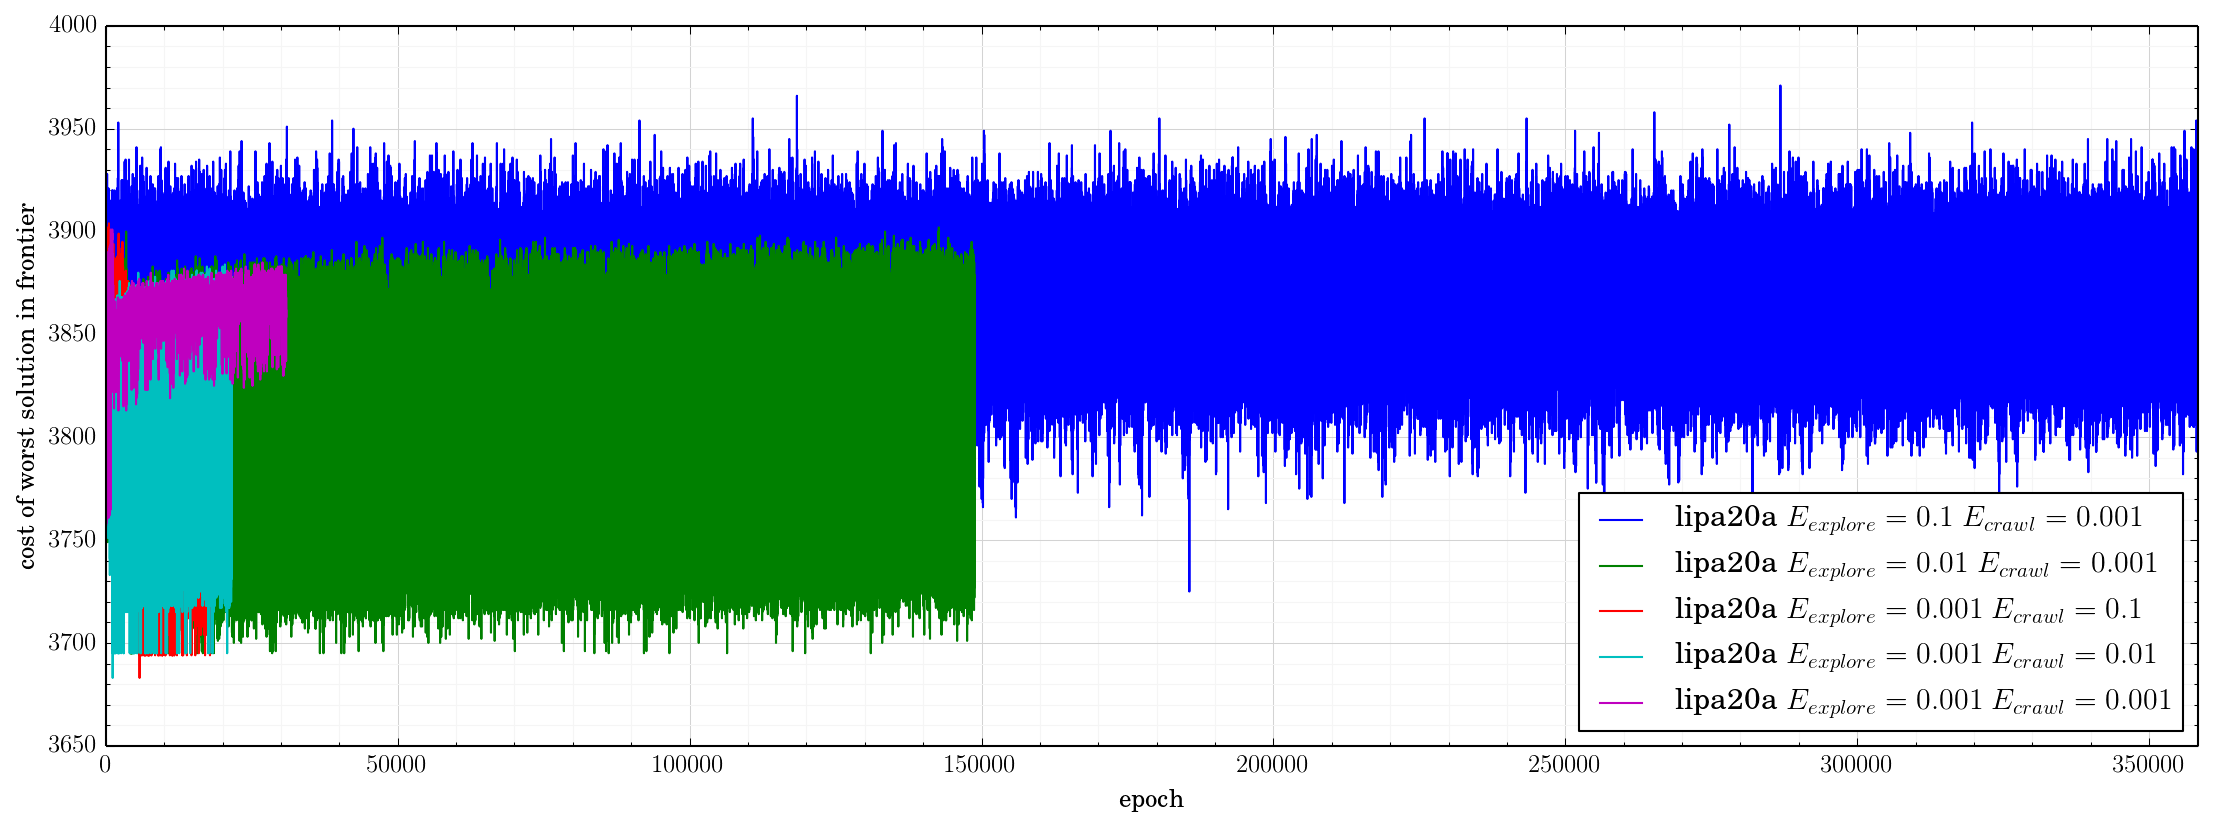 4000
3950
3900
3850
3800
3750
3700
3650
cost of worst solution in frontier
0
50000
100000
150000
200000
250000
300000
350000
epoch
lipa20a E_explore = 0.1 E_crawl = 0.001
lipa20a E_explore = 0.01 E_crawl = 0.001
lipa20a E_explore = 0.001 E_crawl = 0.1
lipa20a E_explore = 0.001 E_crawl = 0.01
lipa20a E_explore = 0.001 E_crawl = 0.001